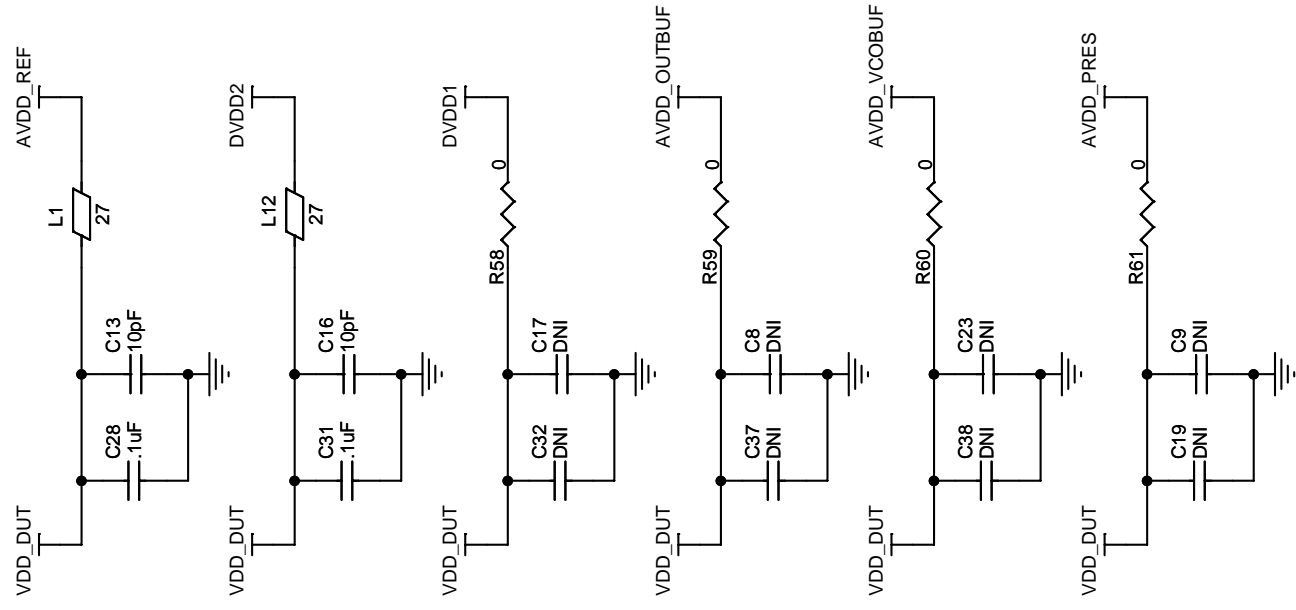 VDD_DUT
C28
.1uF
C13
10pF
L1
27
AVDD_REF
VDD_DUT
C31
.1uF
C16
10pF
L12
27
DVDD2
VDD_DUT
C32
DNI
C17
DNI
R58
0
DVDD1
VDD_DUT
C37
DNI
C8
DNI
R59
0
AVDD_OUTBUF
VDD_DUT
C38
DNI
C23
DNI
R60
0
AVDD_VCOBUF
VDD_DUT
C19
DNI
C9
DNI
R61
0
AVDD_PRES